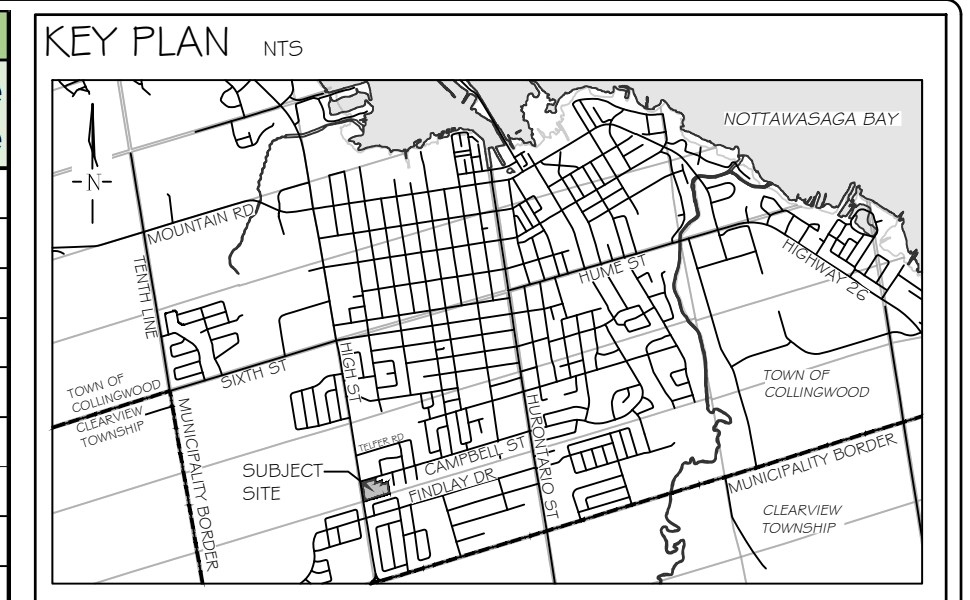 KEY PLAN NTS
NOTTAWASAGA BAY
N
MOUNTAIN RD
TENTH LINE
HUME ST
HIGHWAY 26
TOWN OF
COLLINGWOOD
SIXTH ST
HIGH ST
TOWN OF
COLLINGWOOD
CLEARVIEW
TOWNSHIP
MUNICIPALITY BORDER
HURONTARIO ST
TELFER RD
CAMPBELL ST
FINDLAY DR
SUBJECT
SITE
MUNICIPALITY BORDER
CLEARVIEW
TOWNSHIP